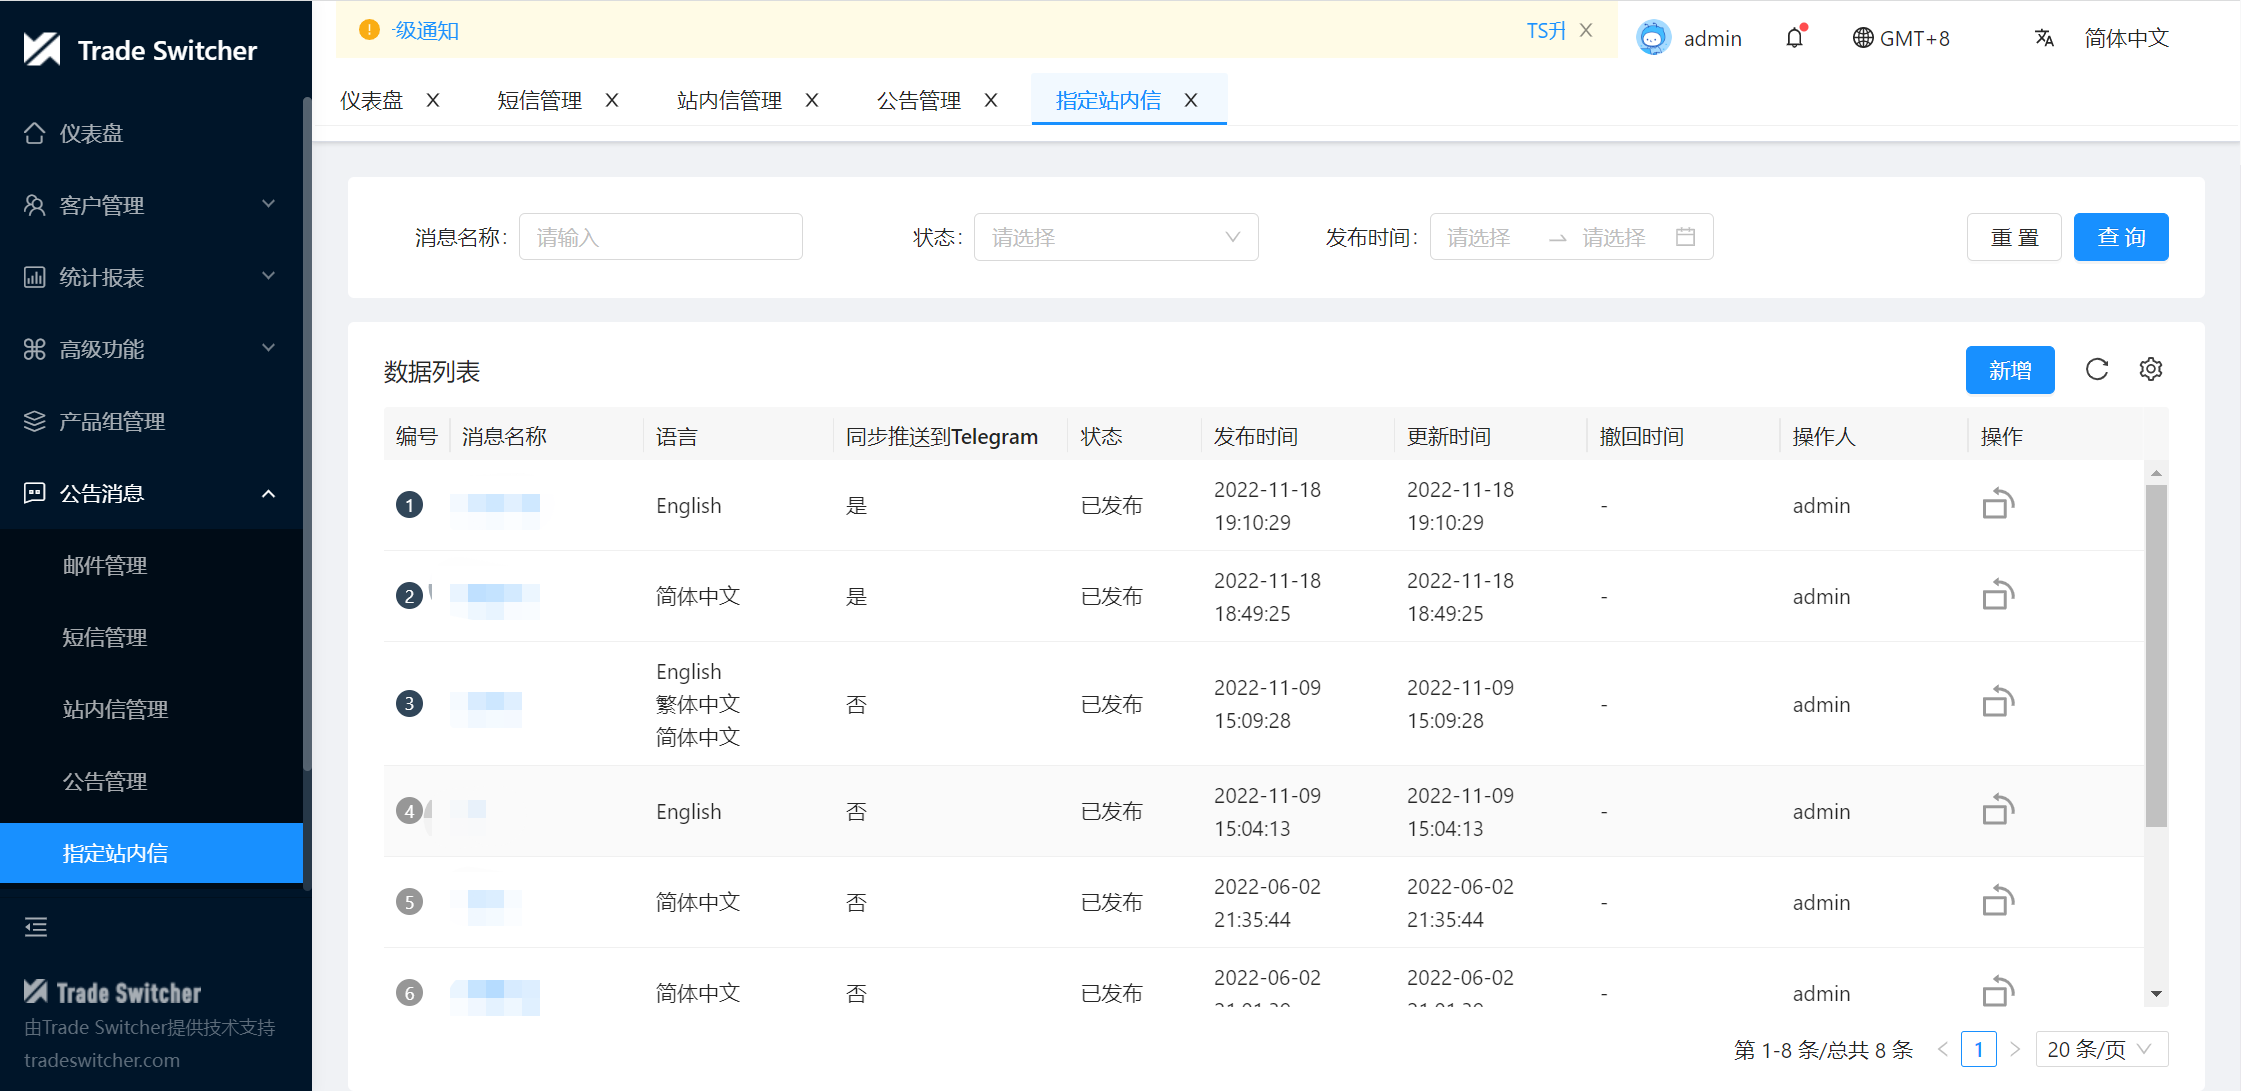 Trade Switcher
仪表盘
客户管理
统计报表
高级功能
产品组管理
公告消息
邮件管理
短信管理
站内信管理
公告管理
指定站内信
Trade Switcher
由Trade Switcher提供技术支持
tradeswitcher.com
级通知 TS升 X
admin GMT+8 简体中文
仪表盘 X 短信管理 X 站内信管理 X 公告管理 X 指定站内信 X
消息名称: 请输入 状态: 请选择 发布时间: 请选择 → 请选择 重 置 查 询
数据列表 新增
编号 消息名称 语言 同步推送到Telegram 状态 发布时间 更新时间 撤回时间 操作人 操作
1 English 是 已发布 2022-11-18 19:10:29 2022-11-18 19:10:29 - admin
2 简体中文 是 已发布 2022-11-18 18:49:25 2022-11-18 18:49:25 - admin
3 English 繁体中文 简体中文 否 已发布 2022-11-09 15:09:28 2022-11-09 15:09:28 - admin
4 English 否 已发布 2022-11-09 15:04:13 2022-11-09 15:04:13 - admin
5 简体中文 否 已发布 2022-06-02 21:35:44 2022-06-02 21:35:44 - admin
6 简体中文 否 已发布 2022-06-02 2022-06-02 - admin
第 1-8 条/总共 8 条 < 1 > 20 条/页